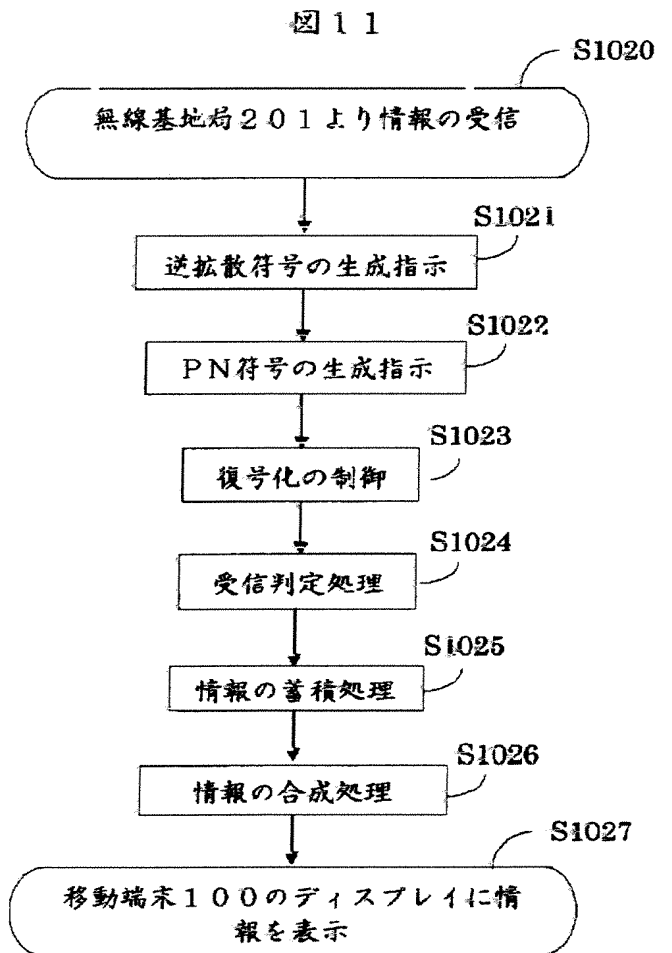 図11
S1020
無線基地局201より情報の受信
S1021
逆拡散符号の生成指示
S1022
PN符号の生成指示
S1023
復号化の制御
S1024
受信判定処理
S1025
情報の蓄積処理
S1026
情報の合成処理
S1027
移動端末100のディスプレイに情
報を表示